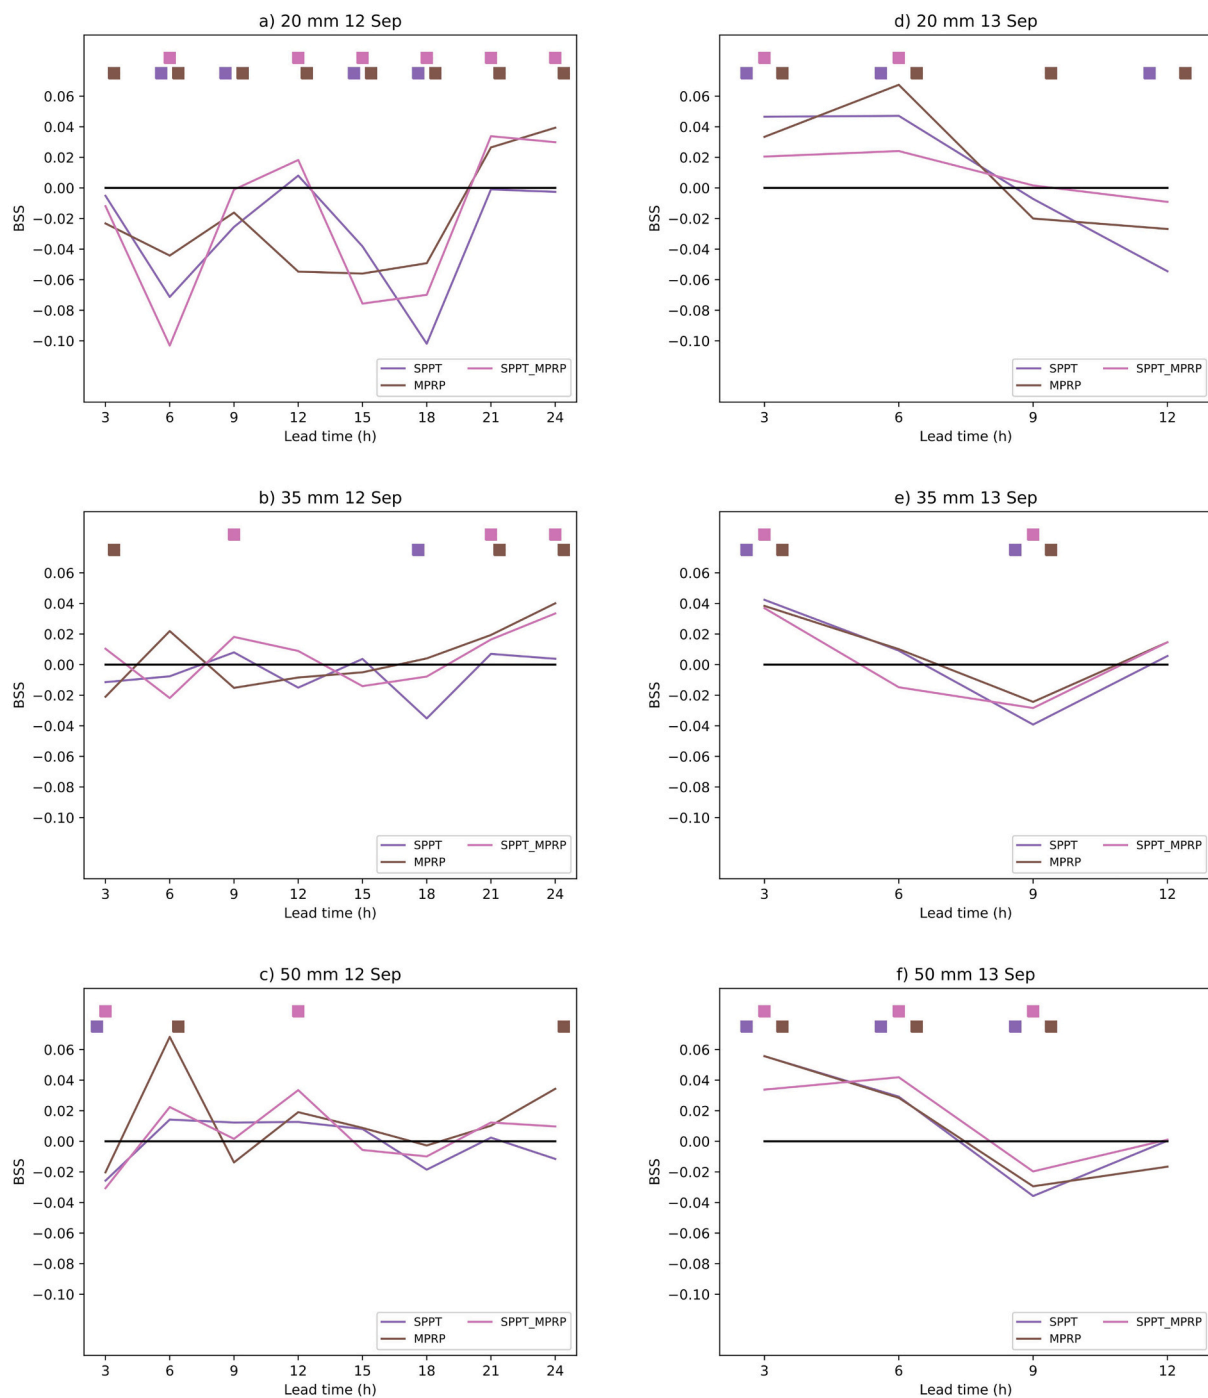 a) 20 mm 12 Sep
0.06
0.04
0.02
0.00
−0.02
−0.04
−0.06
−0.08
−0.10
BSS
SPPT
MPRP
SPPT_MPRP
3 6 9 12 15 18 21 24
Lead time (h)
d) 20 mm 13 Sep
0.06
0.04
0.02
0.00
−0.02
−0.04
−0.06
−0.08
−0.10
BSS
SPPT
MPRP
SPPT_MPRP
3 6 9 12
Lead time (h)
b) 35 mm 12 Sep
0.06
0.04
0.02
0.00
−0.02
−0.04
−0.06
−0.08
−0.10
BSS
SPPT
MPRP
SPPT_MPRP
3 6 9 12 15 18 21 24
Lead time (h)
e) 35 mm 13 Sep
0.06
0.04
0.02
0.00
−0.02
−0.04
−0.06
−0.08
−0.10
BSS
SPPT
MPRP
SPPT_MPRP
3 6 9 12
Lead time (h)
c) 50 mm 12 Sep
0.06
0.04
0.02
0.00
−0.02
−0.04
−0.06
−0.08
−0.10
BSS
SPPT
MPRP
SPPT_MPRP
3 6 9 12 15 18 21 24
Lead time (h)
f) 50 mm 13 Sep
0.06
0.04
0.02
0.00
−0.02
−0.04
−0.06
−0.08
−0.10
BSS
SPPT
MPRP
SPPT_MPRP
3 6 9 12
Lead time (h)